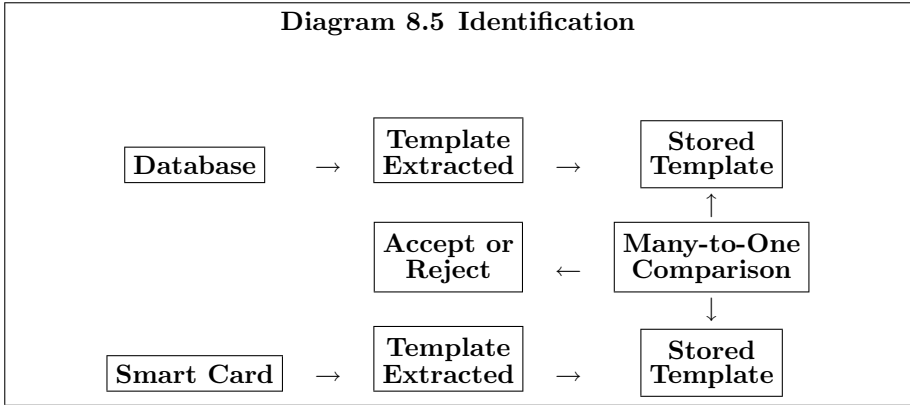 Diagram 8.5 Identification
Database → Template Extracted → Stored Template
↑
Accept or Reject ← Many-to-One Comparison
↓
Smart Card → Template Extracted → Stored Template